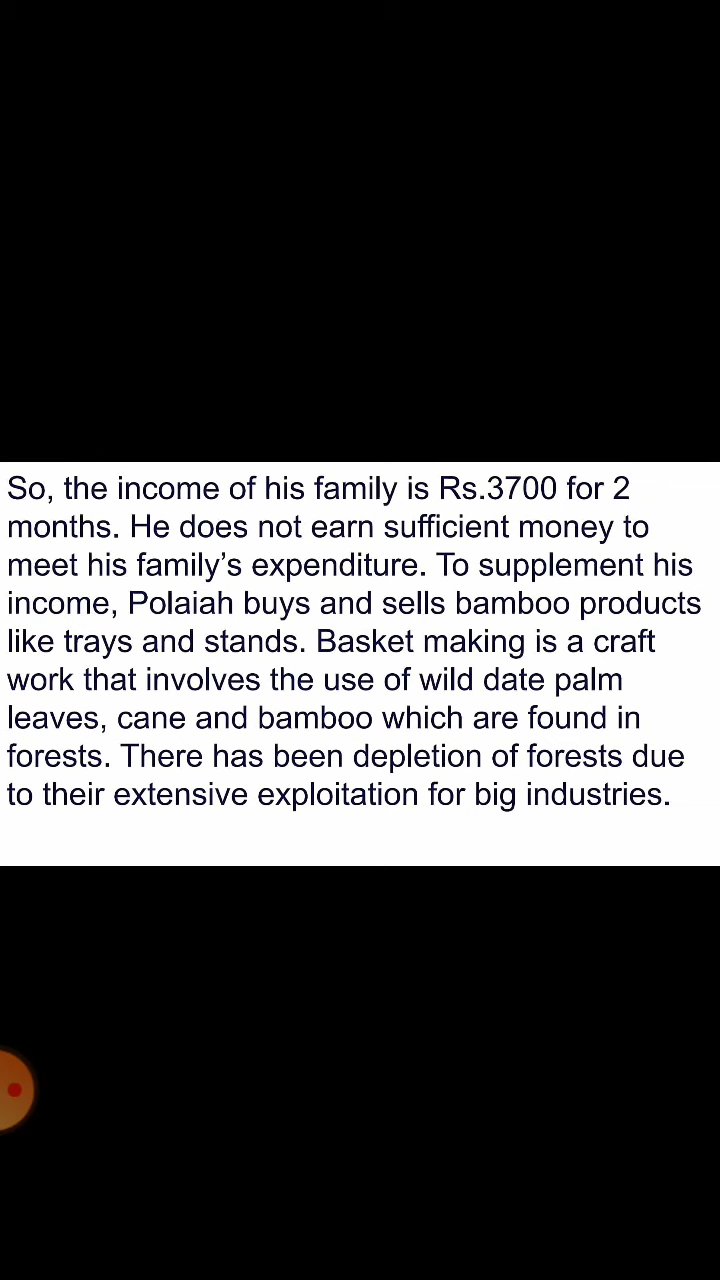 So, the income of his family is Rs.3700 for 2
months. He does not earn sufficient money to
meet his family’s expenditure. To supplement his
income, Polaiah buys and sells bamboo products
like trays and stands. Basket making is a craft
work that involves the use of wild date palm
leaves, cane and bamboo which are found in
forests. There has been depletion of forests due
to their extensive exploitation for big industries.